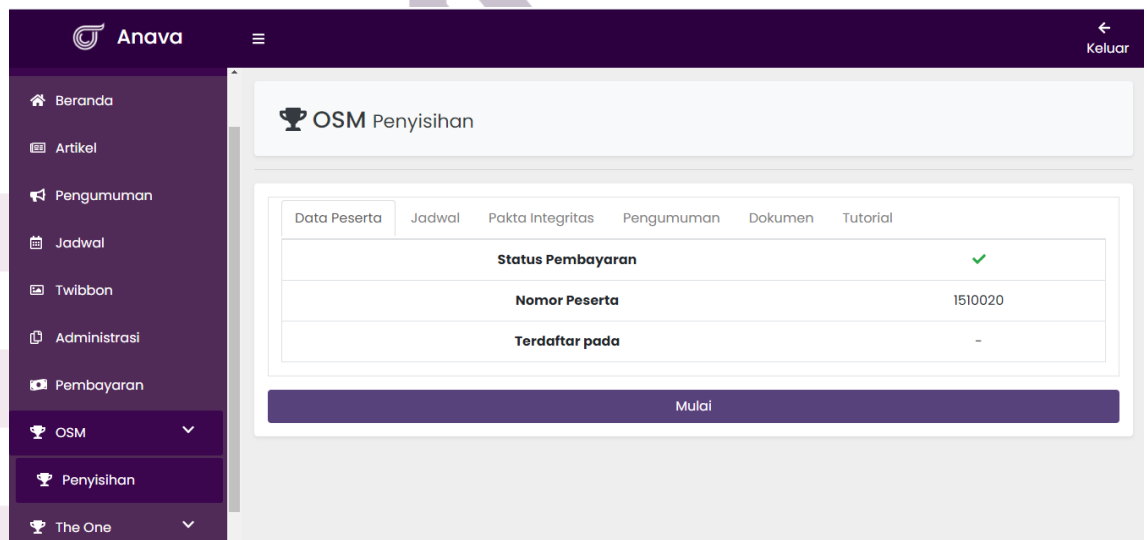 Anava
Keluar
Beranda
Artikel
Pengumuman
Jadwal
Twibbon
Administrasi
Pembayaran
OSM
Penyisihan
The One
OSM Penyisihan
Data Peserta Jadwal Pakta Integritas Pengumuman Dokumen Tutorial
Status Pembayaran
Nomor Peserta 1510020
Terdaftar pada -
Mulai